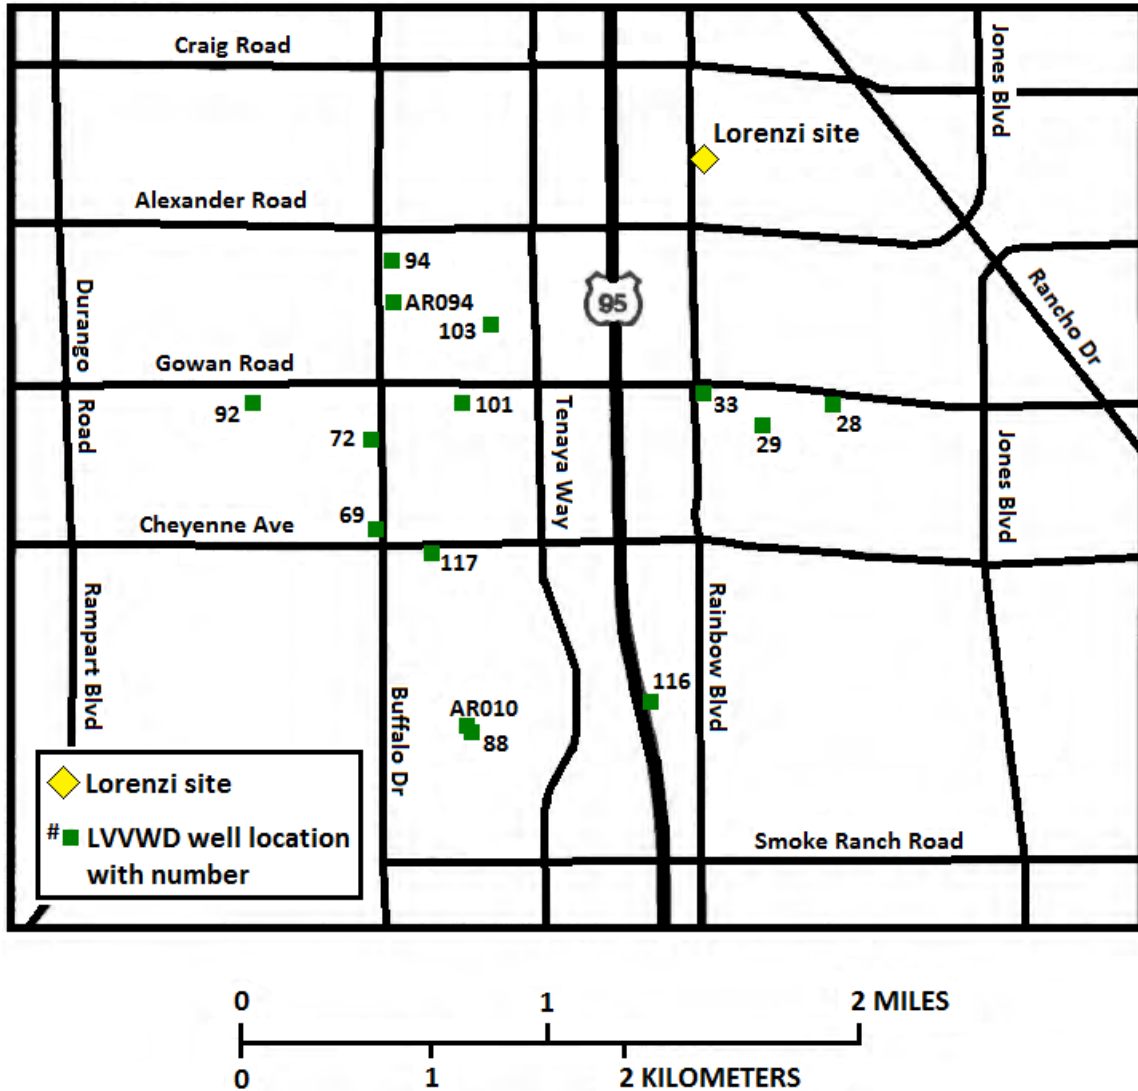 Craig Road
Jones Blvd
Lorenzi site
Alexander Road
94
Durango
Road
AR094
95
103
Rancho Dr
Gowan Road
92
101
33
28
29
72
Tenaya Way
Jones Blvd
69
Cheyenne Ave
117
Rampart Blvd
Rainbow Blvd
116
Buffalo Dr
AR010
88
Lorenzi site
# LVVWD well location
with number
Smoke Ranch Road
0 1 2 MILES
0 1 2 KILOMETERS